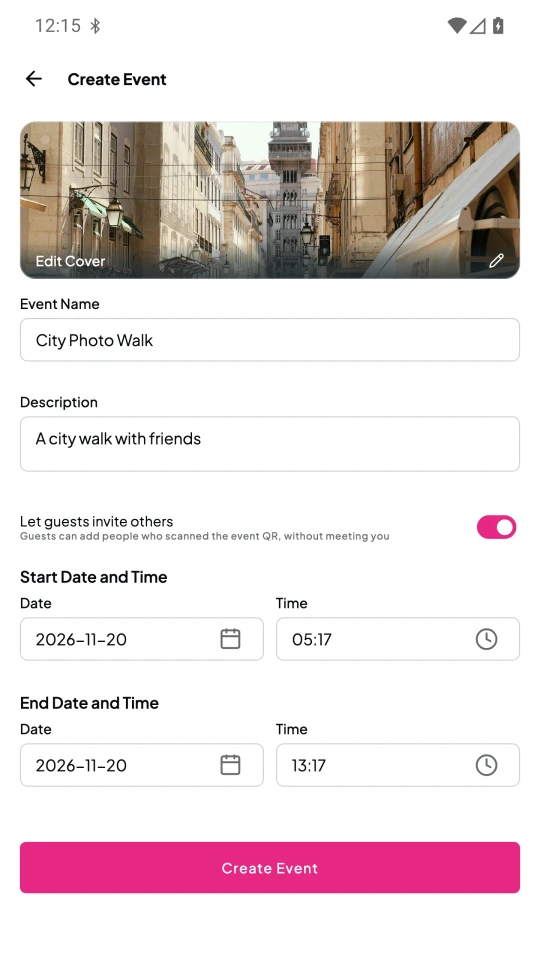 12:15
Create Event
Edit Cover
Event Name
City Photo Walk
Description
A city walk with friends
Let guests invite others
Guests can add people who scanned the event QR, without meeting you
Start Date and Time
Date Time
2026-11-20 05:17
End Date and Time
Date Time
2026-11-20 13:17
Create Event